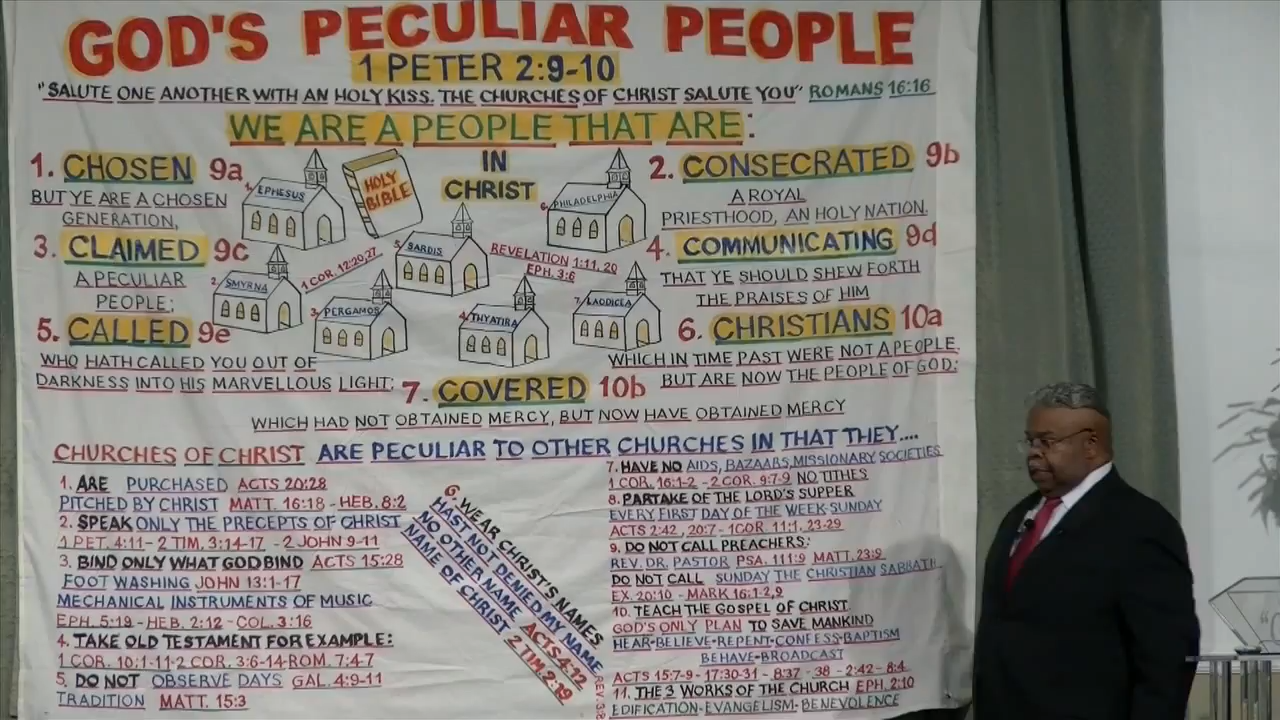 GOD'S PECULIAR PEOPLE
1 PETER 2:9-10
"SALUTE ONE ANOTHER WITH AN HOLY KISS. THE CHURCHES OF CHRIST SALUTE YOU" ROMANS 16:16
WE ARE A PEOPLE THAT ARE:
IN
CHRIST
1. CHOSEN 9a
BUT YE ARE A CHOSEN
GENERATION,
2. CONSECRATED 9b
A ROYAL
PRIESTHOOD, AN HOLY NATION.
3. CLAIMED 9c
A PECULIAR
PEOPLE;
4. COMMUNICATING 9d
THAT YE SHOULD SHEW FORTH
THE PRAISES OF HIM
5. CALLED 9e
WHO HATH CALLED YOU OUT OF
DARKNESS INTO HIS MARVELLOUS LIGHT;
6. CHRISTIANS 10a
WHICH IN TIME PAST WERE NOT A PEOPLE
BUT ARE NOW THE PEOPLE OF GOD:
7. COVERED 10b
WHICH HAD NOT OBTAINED MERCY, BUT NOW HAVE OBTAINED MERCY
1. EPHESUS
HOLY
BIBLE
6. PHILADELPHIA
5. SARDIS
1 COR. 12:20,27
REVELATION 1:11, 20
EPH. 3:6
2. SMYRNA
3. PERGAMOS
4. THYATIRA
7. LAODICEA
CHURCHES OF CHRIST ARE PECULIAR TO OTHER CHURCHES IN THAT THEY....
1. ARE PURCHASED ACTS 20:28
PITCHED BY CHRIST MATT. 16:18 - HEB. 8:2
2. SPEAK ONLY THE PRECEPTS OF CHRIST
1 PET. 4:11 - 2 TIM. 3:14-17 - 2 JOHN 9-11
3. BIND ONLY WHAT GOD BIND ACTS 15:28
FOOT WASHING JOHN 13:1-17
MECHANICAL INSTRUMENTS OF MUSIC
EPH. 5:19 - HEB. 2:12 - COL. 3:16
4. TAKE OLD TESTAMENT FOR EXAMPLE:
1 COR. 10:1-11-2 COR. 3:6-14-ROM. 7:4-7
5. DO NOT OBSERVE DAYS GAL. 4:9-11
TRADITION MATT. 15:3
6. WEAR CHRIST'S NAMES
HAST NOT DENIED MY NAME REV. 3:8
NO OTHER NAME ACTS 4:12
NAME OF CHRIST 2 TIM. 2:19
7. HAVE NO AIDS, BAZAARS, MISSIONARY SOCIETIES
1 COR. 16:1-2 - 2 COR. 9:7-9 NO TITHES
8. PARTAKE OF THE LORD'S SUPPER
EVERY FIRST DAY OF THE WEEK-SUNDAY
ACTS 2:42 , 20:7 - 1COR. 11:1, 23-29
9. DO NOT CALL PREACHERS:
REV. DR. PASTOR PSA. 111:9 MATT. 23:9
DO NOT CALL SUNDAY THE CHRISTIAN SABBATH
EX. 20:10 - MARK 16:1-2,9
10. TEACH THE GOSPEL OF CHRIST
GOD'S ONLY PLAN TO SAVE MANKIND
HEAR-BELIEVE-REPENT-CONFESS-BAPTISM
BEHAVE-BROADCAST
ACTS 15:7-9 - 17:30-31 - 8:37 - 38 - 2:42 - 8:4
11. THE 3 WORKS OF THE CHURCH EPH. 2:10
EDIFICATION-EVANGELISM-BENEVOLENCE